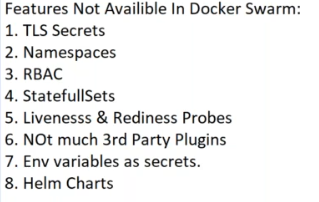 Features Not Availible In Docker Swarm:
1. TLS Secrets
2. Namespaces
3. RBAC
4. StatefullSets
5. Livenesss & Rediness Probes
6. NOt much 3rd Party Plugins
7. Env variables as secrets.
8. Helm Charts